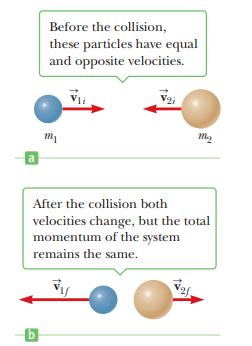 Before the collision,
these particles have equal
and opposite velocities.
v⃗₁ᵢ
v⃗₂ᵢ
m₁
m₂
a
After the collision both
velocities change, but the total
momentum of the system
remains the same.
v⃗₁f
v⃗₂f
b